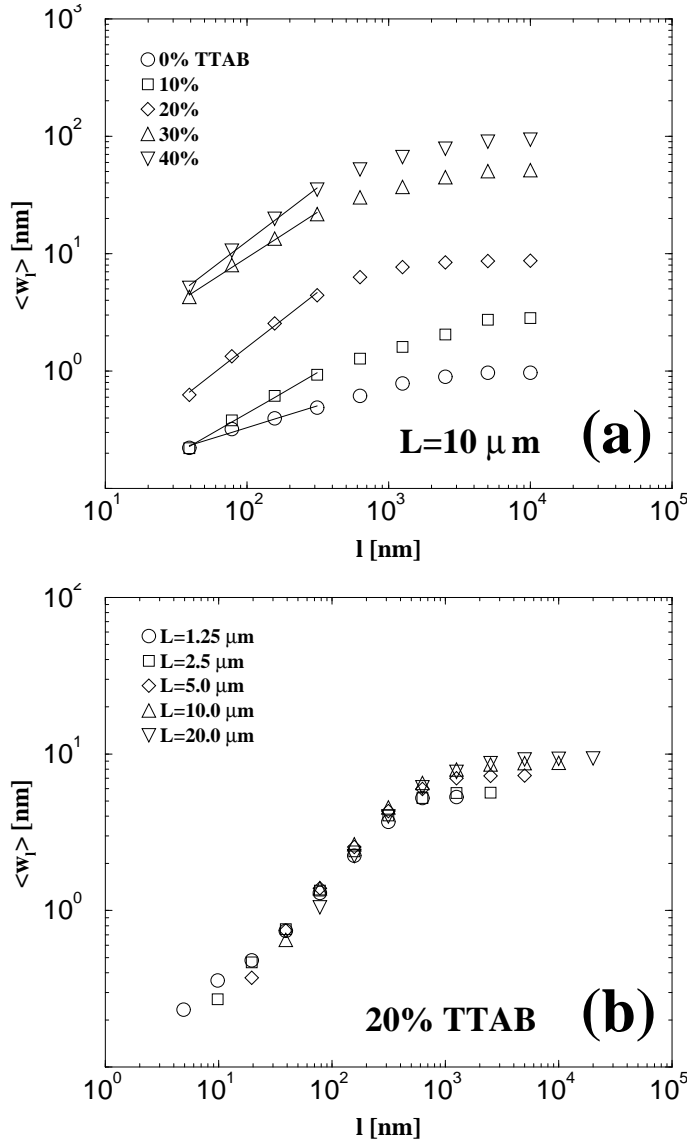 10³
10²
10¹
10⁰
<wₗ> [nm]
0% TTAB
10%
20%
30%
40%
L=10 μm
(a)
10¹
10²
10³
10⁴
10⁵
l [nm]
10²
10¹
10⁰
<wₗ> [nm]
L=1.25 μm
L=2.5 μm
L=5.0 μm
L=10.0 μm
L=20.0 μm
20% TTAB
(b)
10⁰
10¹
10²
10³
10⁴
10⁵
l [nm]